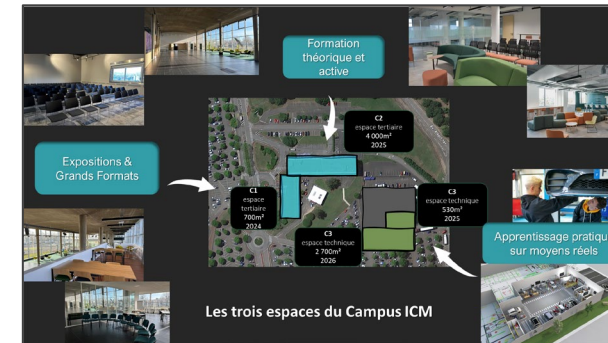 Formation
théorique et
active
C2
espace tertiaire
4 000m²
2025
Expositions &
Grands Formats
C1
espace
tertiaire
700m²
2024
C3
espace technique
530m²
2025
C3
espace technique
2 700m²
2026
Apprentissage pratique
sur moyens réels
Les trois espaces du Campus ICM